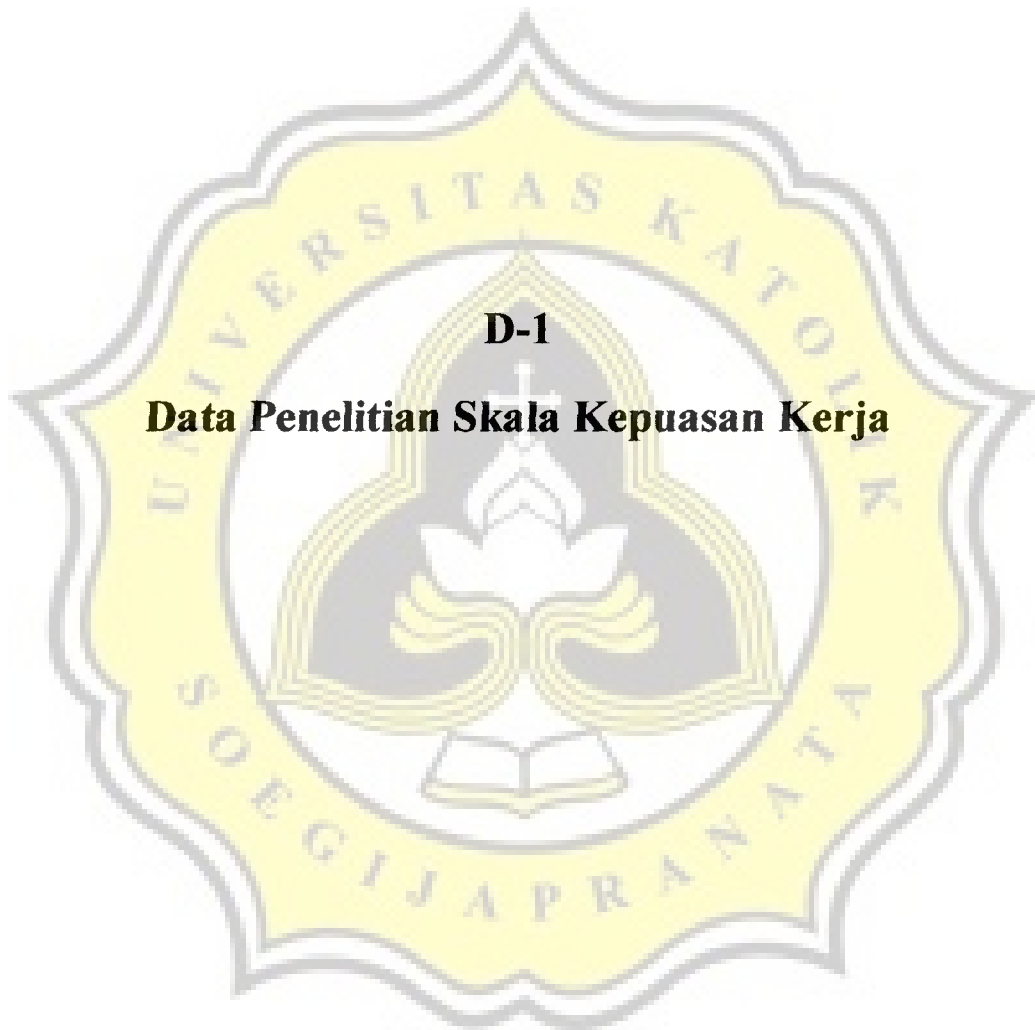 UNIVERSITAS KATOLIK
D-1
Data Penelitian Skala Kepuasan Kerja
SOEGIJAPRANATA